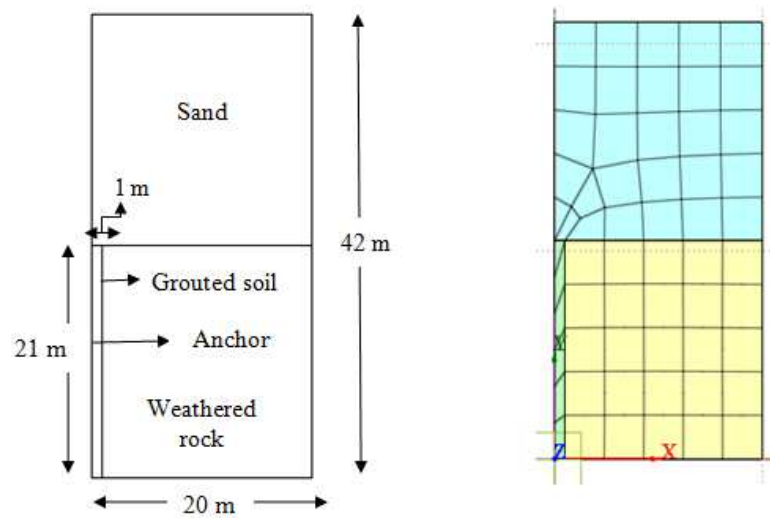 Sand
1 m
42 m
Grouted soil
21 m
Anchor
Weathered
rock
20 m
Y
Z
X